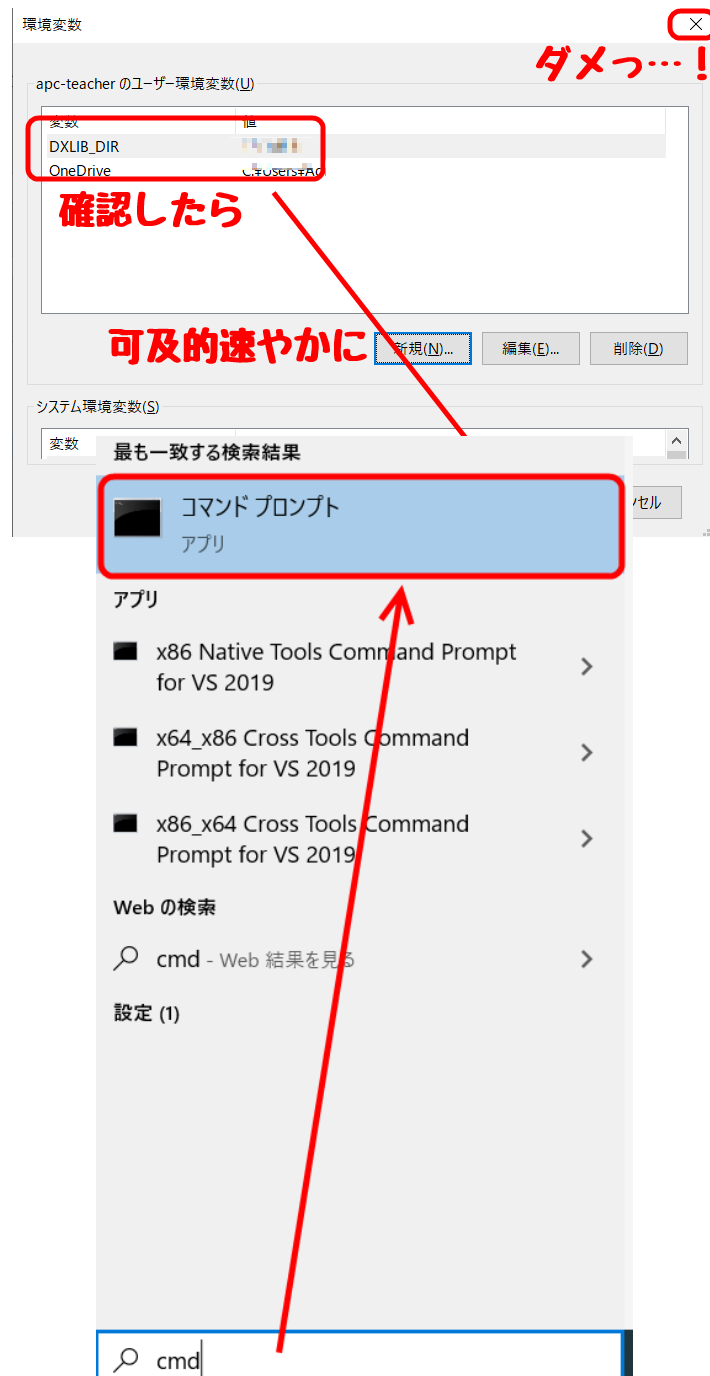 環境変数
ダメっ…！
apc-teacher のユーザー環境変数(U)
変数 値
DXLIB_DIR
OneDrive C:¥Users¥Ad
確認したら
可及的速やかに
新規(N)... 編集(E)... 削除(D)
システム環境変数(S)
変数
最も一致する検索結果
コマンド プロンプト
アプリ
アプリ
x86 Native Tools Command Prompt
for VS 2019
x64_x86 Cross Tools Command
Prompt for VS 2019
x86_x64 Cross Tools Command
Prompt for VS 2019
Web の検索
cmd - Web 結果を見る
設定 (1)
cmd